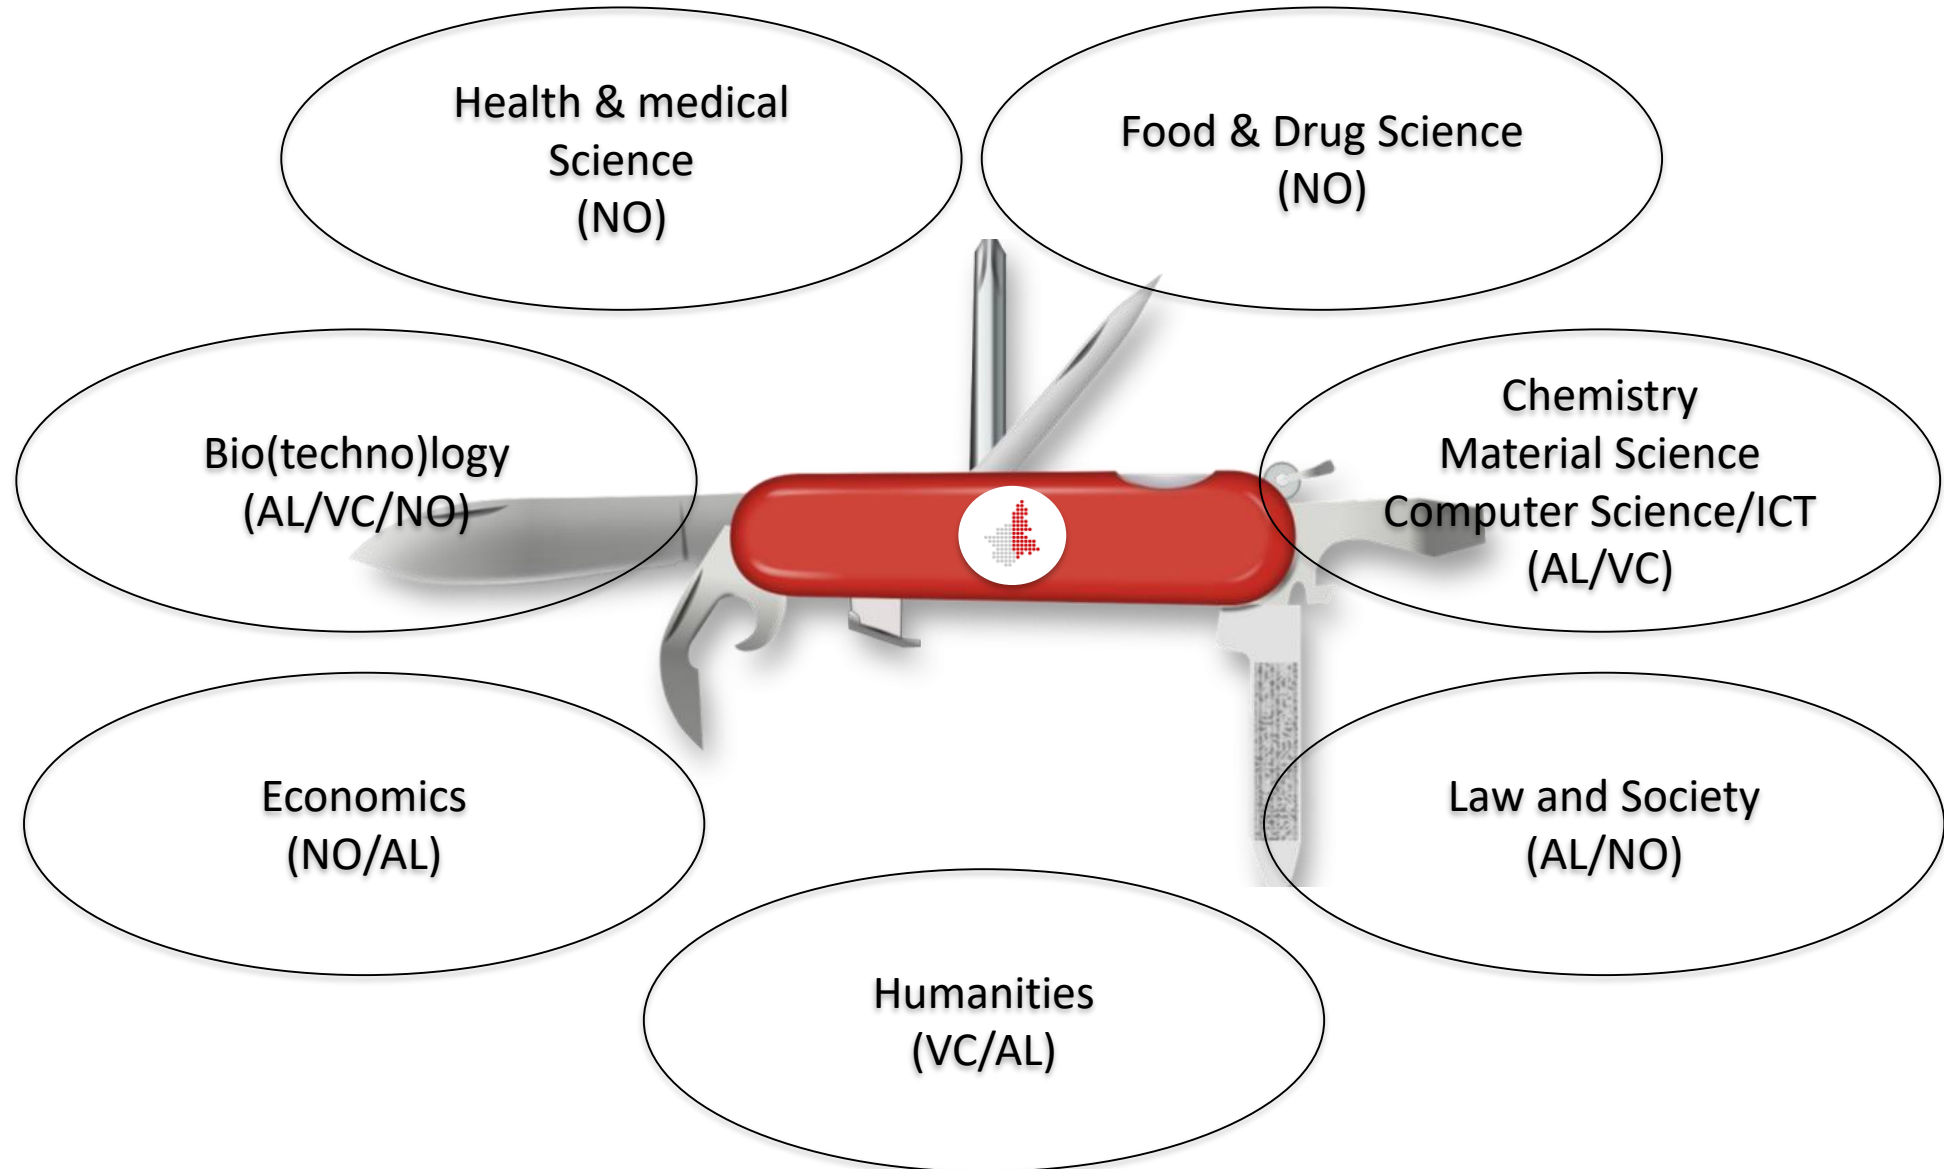 Health & medical
Science
(NO)
Food & Drug Science
(NO)
Bio(techno)logy
(AL/VC/NO)
Chemistry
Material Science
Computer Science/ICT
(AL/VC)
Economics
(NO/AL)
Law and Society
(AL/NO)
Humanities
(VC/AL)